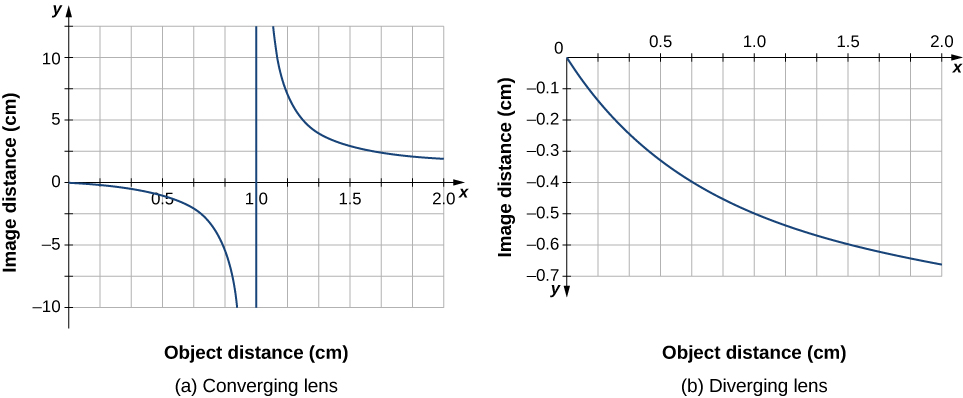 y
10
5
0
–5
–10
0.5
1.0
1.5
2.0
x
Image distance (cm)
Object distance (cm)
(a) Converging lens
0
0.5
1.0
1.5
2.0
x
–0.1
–0.2
–0.3
–0.4
–0.5
–0.6
–0.7
y
Image distance (cm)
Object distance (cm)
(b) Diverging lens